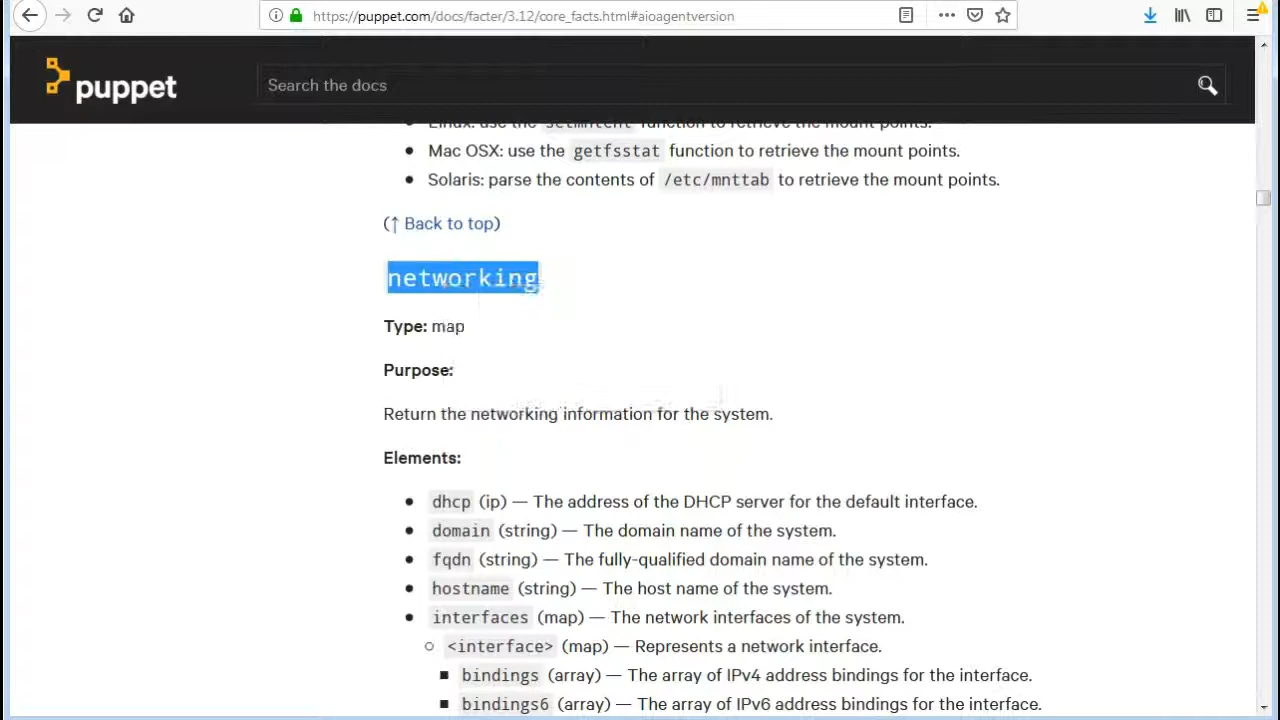 https://puppet.com/docs/facter/3.12/core_facts.html#aioagentversion
puppet
Search the docs
Linux: use the setmntent function to retrieve the mount points.
Mac OSX: use the getfsstat function to retrieve the mount points.
Solaris: parse the contents of /etc/mnttab to retrieve the mount points.
(↑ Back to top)
networking
Type: map
Purpose:
Return the networking information for the system.
Elements:
dhcp (ip) — The address of the DHCP server for the default interface.
domain (string) — The domain name of the system.
fqdn (string) — The fully-qualified domain name of the system.
hostname (string) — The host name of the system.
interfaces (map) — The network interfaces of the system.
<interface> (map) — Represents a network interface.
bindings (array) — The array of IPv4 address bindings for the interface.
bindings6 (array) — The array of IPv6 address bindings for the interface.